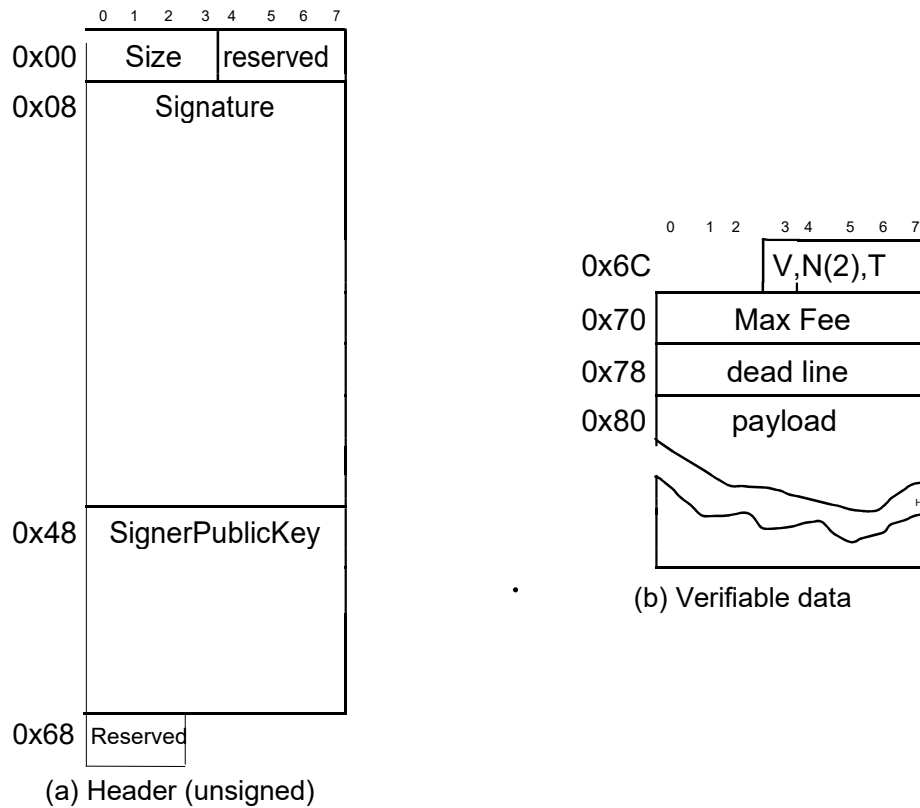 0 1 2 3 4 5 6 7
0x00 Size reserved
0x08 Signature
0x48 SignerPublicKey
0x68 Reserved
(a) Header (unsigned)
0 1 2 3 4 5 6 7
0x6C V,N(2),T
0x70 Max Fee
0x78 dead line
0x80 payload
(b) Verifiable data